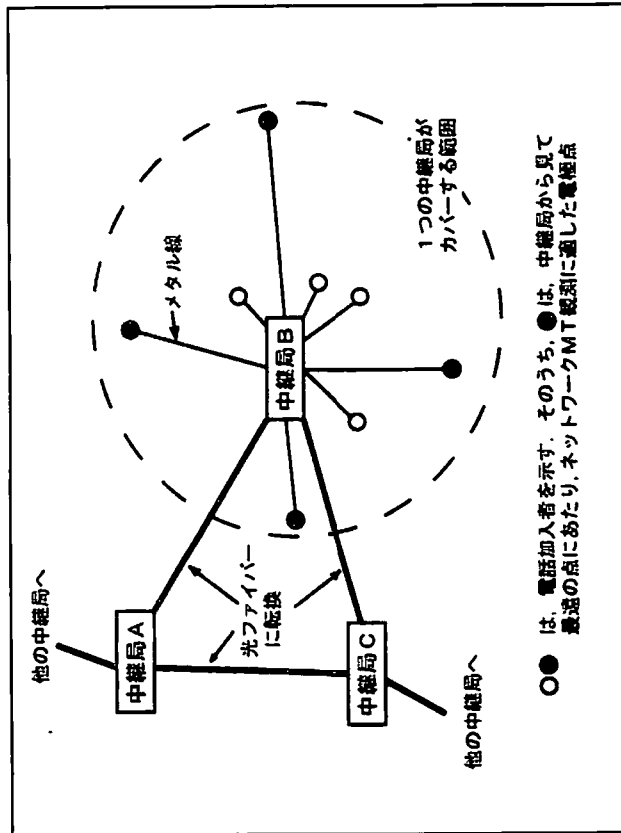 他の中継局へ
中継局A
光ファイバー
に転換
中継局C
他の中継局へ
メタル線
中継局B
1つの中継局が
カバーする範囲
○● は、電話加入者を示す. そのうち、●は、中継局から見て
最遠の点にあたり、ネットワークMT観測に適した電極点